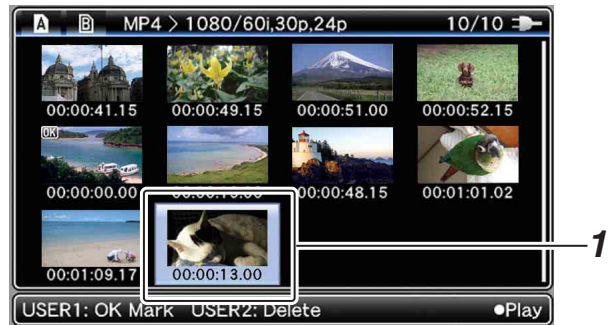 A B MP4 > 1080/60i,30p,24p 10/10
00:00:41.15 00:00:49.15 00:00:51.00 00:00:52.15
OK
00:00:00.00 00:00:48.15 00:01:01.02
00:01:09.17 00:00:13.00
1
USER1: OK Mark USER2: Delete ●Play